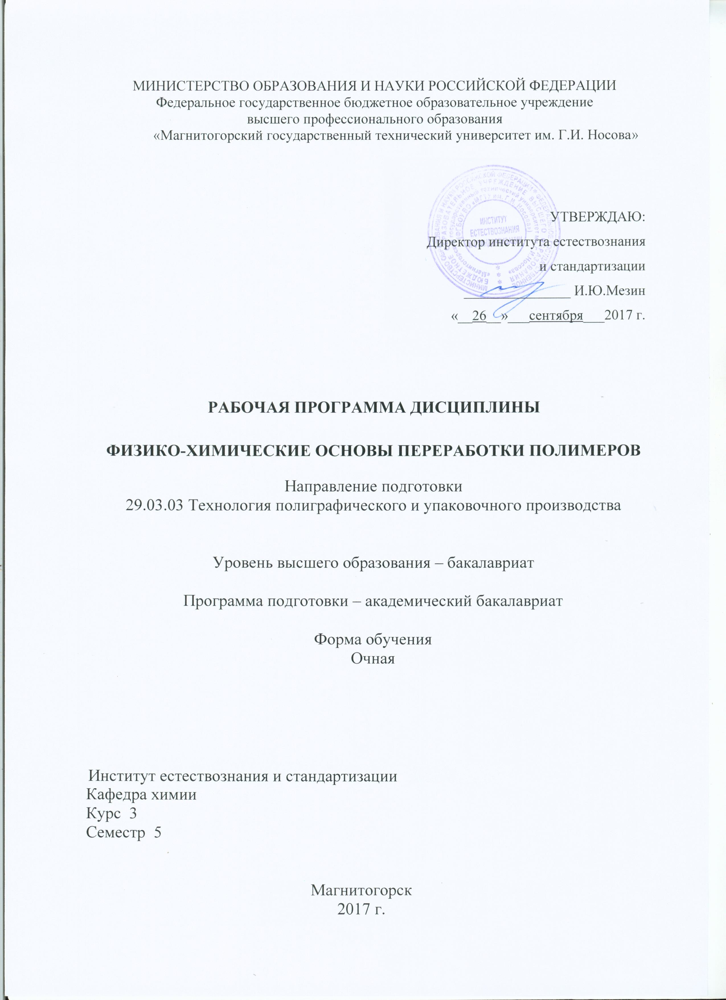 МИНИСТЕРСТВО ОБРАЗОВАНИЯ И НАУКИ РОССИЙСКОЙ ФЕДЕРАЦИИ
Федеральное государственное бюджетное образовательное учреждение
высшего профессионального образования
«Магнитогорский государственный технический университет им. Г.И. Носова»
ИНСТИТУТ
ЕСТЕСТВОЗНАНИЯ
УТВЕРЖДАЮ:
Директор института естествознания
и стандартизации
_______________ И.Ю.Мезин
«__26__»___сентября___2017 г.
РАБОЧАЯ ПРОГРАММА ДИСЦИПЛИНЫ
ФИЗИКО-ХИМИЧЕСКИЕ ОСНОВЫ ПЕРЕРАБОТКИ ПОЛИМЕРОВ
Направление подготовки
29.03.03 Технология полиграфического и упаковочного производства
Уровень высшего образования – бакалавриат
Программа подготовки – академический бакалавриат
Форма обучения
Очная
Институт естествознания и стандартизации
Кафедра химии
Курс 3
Семестр 5
Магнитогорск
2017 г.